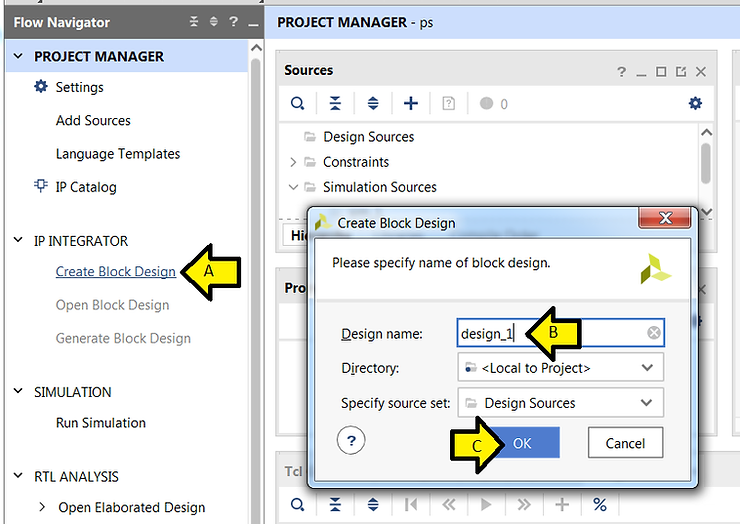 Flow Navigator
?
PROJECT MANAGER
Settings
Add Sources
Language Templates
IP Catalog
IP INTEGRATOR
Create Block Design
A
Open Block Design
Generate Block Design
SIMULATION
Run Simulation
RTL ANALYSIS
Open Elaborated Design
PROJECT MANAGER - ps
Sources
?
?
0
Design Sources
Constraints
Simulation Sources
Create Block Design
Please specify name of block design.
Design name:
design_1
B
Directory:
<Local to Project>
Specify source set:
Design Sources
?
C
OK
Cancel
Tcl
%